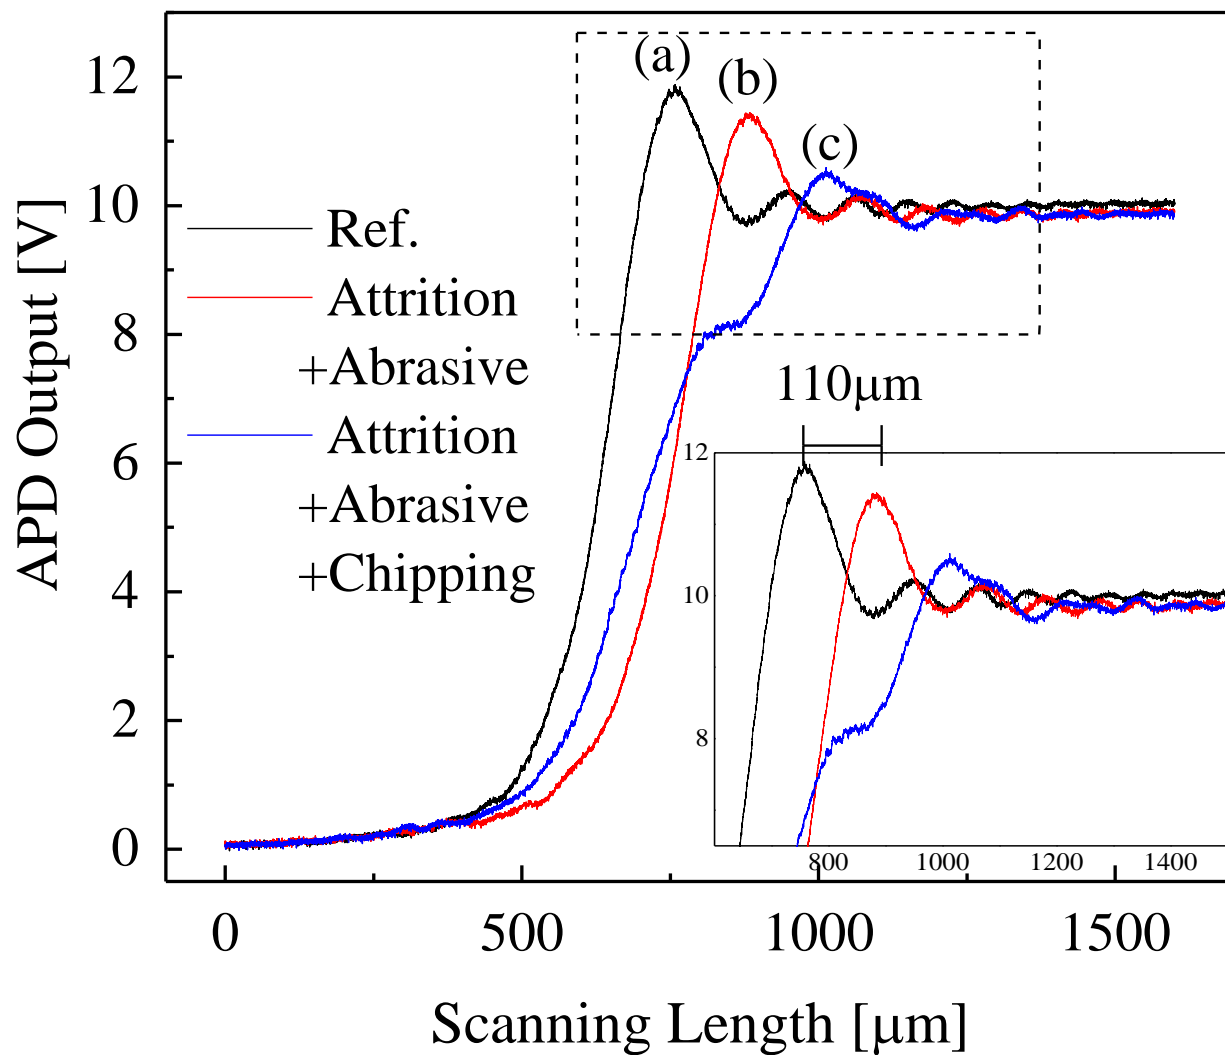 (a)
(b)
(c)
12
10
8
6
4
2
0
APD Output [V]
Ref.
Attrition
+Abrasive
Attrition
+Abrasive
+Chipping
110μm
12
10
8
800
1000
1200
1400
0
500
1000
1500
Scanning Length [μm]